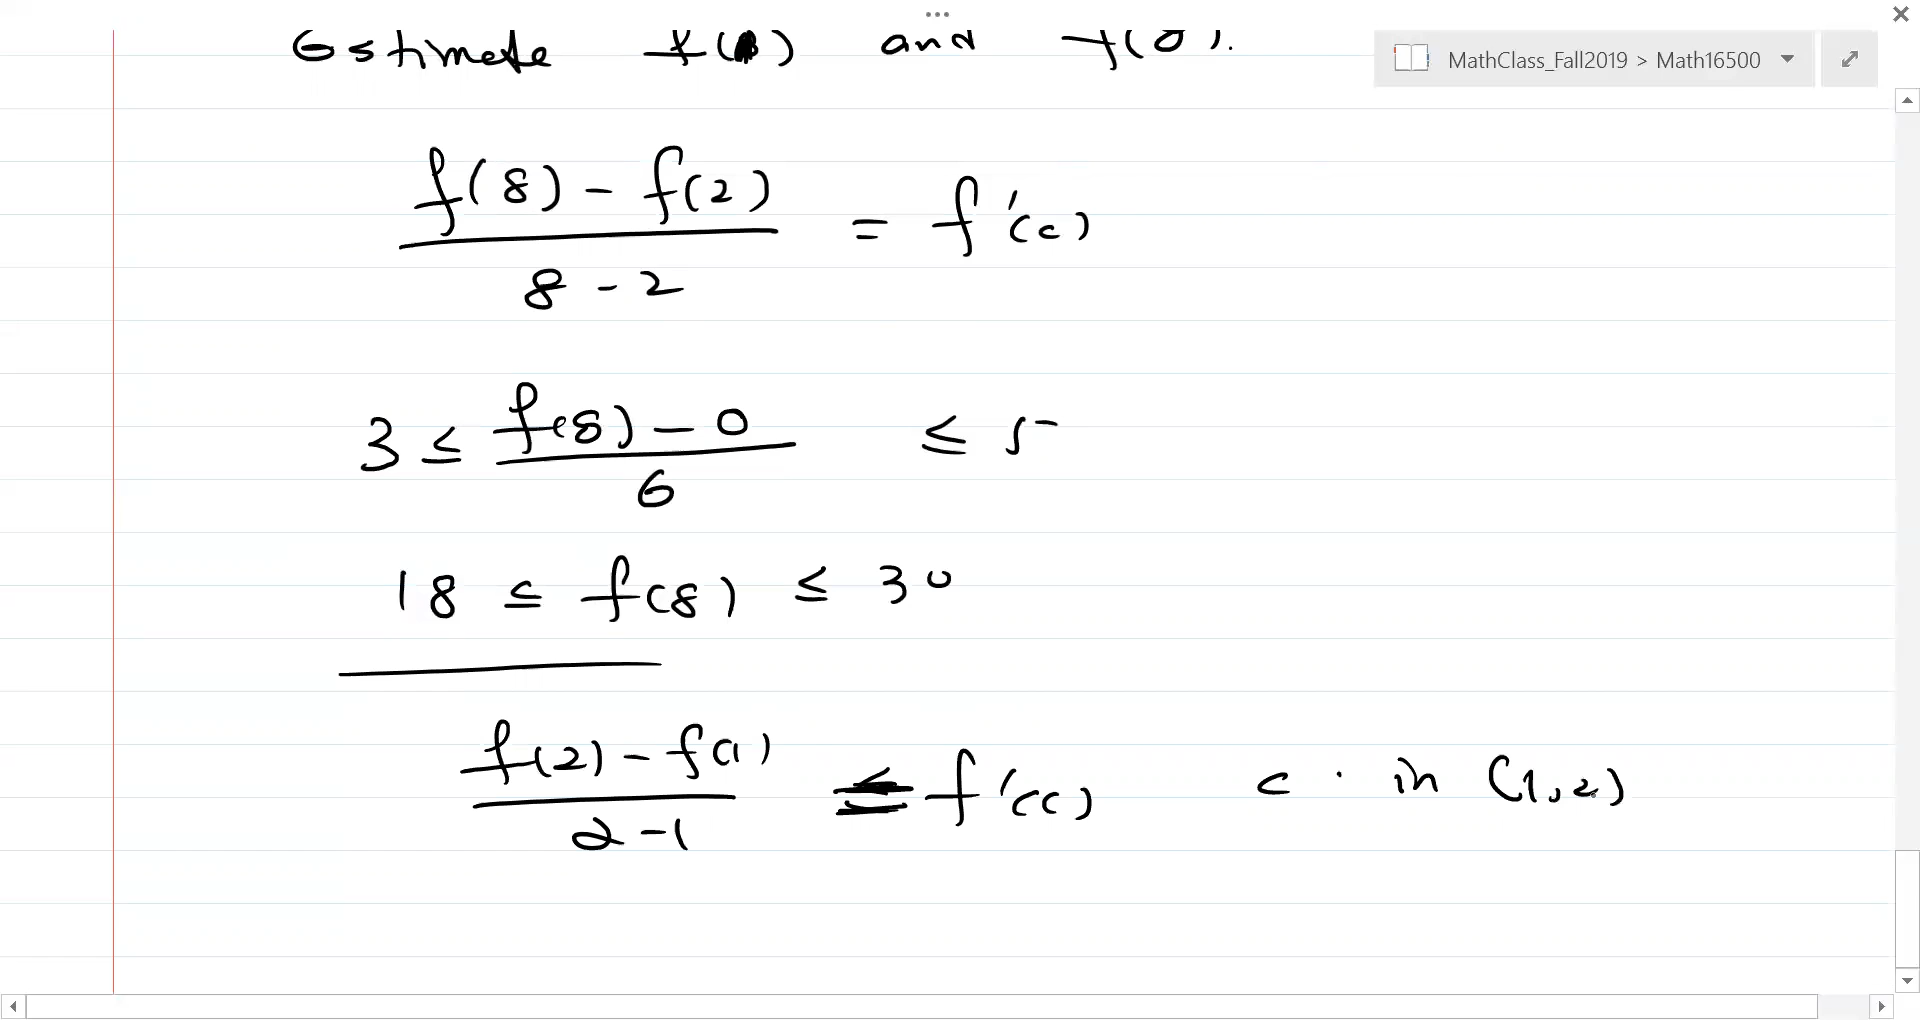 Estimate f(1) and f(8).
MathClass_Fall2019 > Math16500
f(8) - f(2) / 8 - 2 = f'(c)
3 ≤ f(8) - 0 / 6 ≤ 5
18 ≤ f(8) ≤ 30
f(2) - f(1) / 2 - 1 = f'(c) c in (1,2)